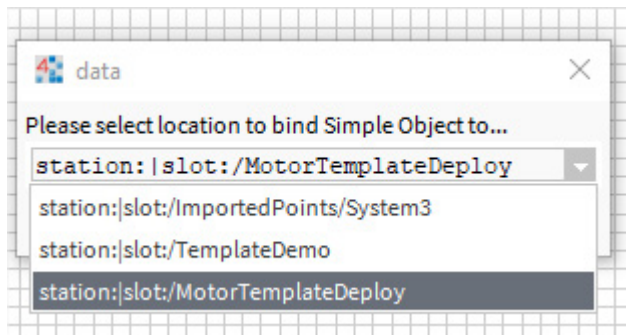 data
Please select location to bind Simple Object to...
station:|slot:/MotorTemplateDeploy
station:|slot:/ImportedPoints/System3
station:|slot:/TemplateDemo
station:|slot:/MotorTemplateDeploy